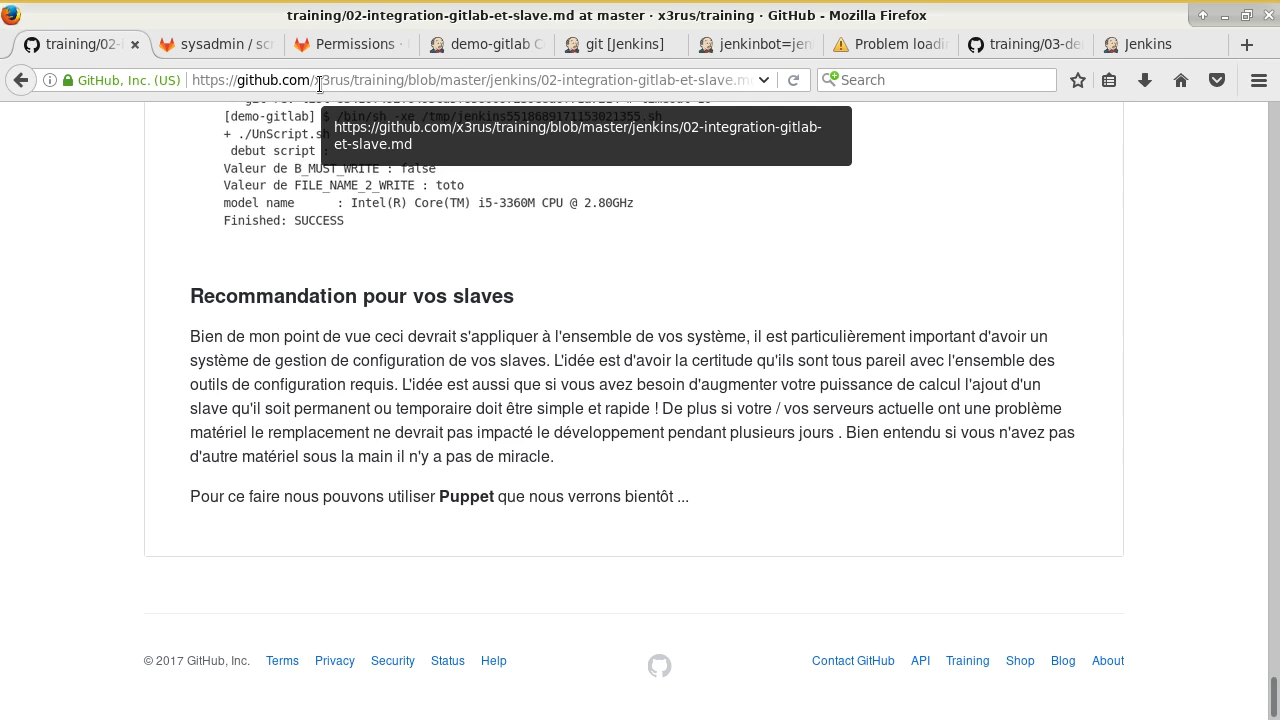 training/02-integration-gitlab-et-slave.md at master · x3rus/training · GitHub - Mozilla Firefox
training/02-i
sysadmin / scr
Permissions ·
demo-gitlab C
git [Jenkins]
jenkinbot=jen
Problem loadi
training/03-de
Jenkins
GitHub, Inc. (US)
https://github.com/x3rus/training/blob/master/jenkins/02-integration-gitlab-et-slave.md
Search
[demo-gitlab] $ /bin/sh -xe /tmp/jenkins5518689171153021355.sh
https://github.com/x3rus/training/blob/master/jenkins/02-integration-gitlab-
et-slave.md
+ ./UnScript.sh
debut script :
Valeur de B_MUST_WRITE : false
Valeur de FILE_NAME_2_WRITE : toto
model name : Intel(R) Core(TM) i5-3360M CPU @ 2.80GHz
Finished: SUCCESS
Recommandation pour vos slaves
Bien de mon point de vue ceci devrait s'appliquer à l'ensemble de vos système, il est particulièrement important d'avoir un
système de gestion de configuration de vos slaves. L'idée est d'avoir la certitude qu'ils sont tous pareil avec l'ensemble des
outils de configuration requis. L'idée est aussi que si vous avez besoin d'augmenter votre puissance de calcul l'ajout d'un
slave qu'il soit permanent ou temporaire doit être simple et rapide ! De plus si votre / vos serveurs actuelle ont une problème
matériel le remplacement ne devrait pas impacté le développement pendant plusieurs jours . Bien entendu si vous n'avez pas
d'autre matériel sous la main il n'y a pas de miracle.
Pour ce faire nous pouvons utiliser Puppet que nous verrons bientôt ...
© 2017 GitHub, Inc.
Terms
Privacy
Security
Status
Help
Contact GitHub
API
Training
Shop
Blog
About